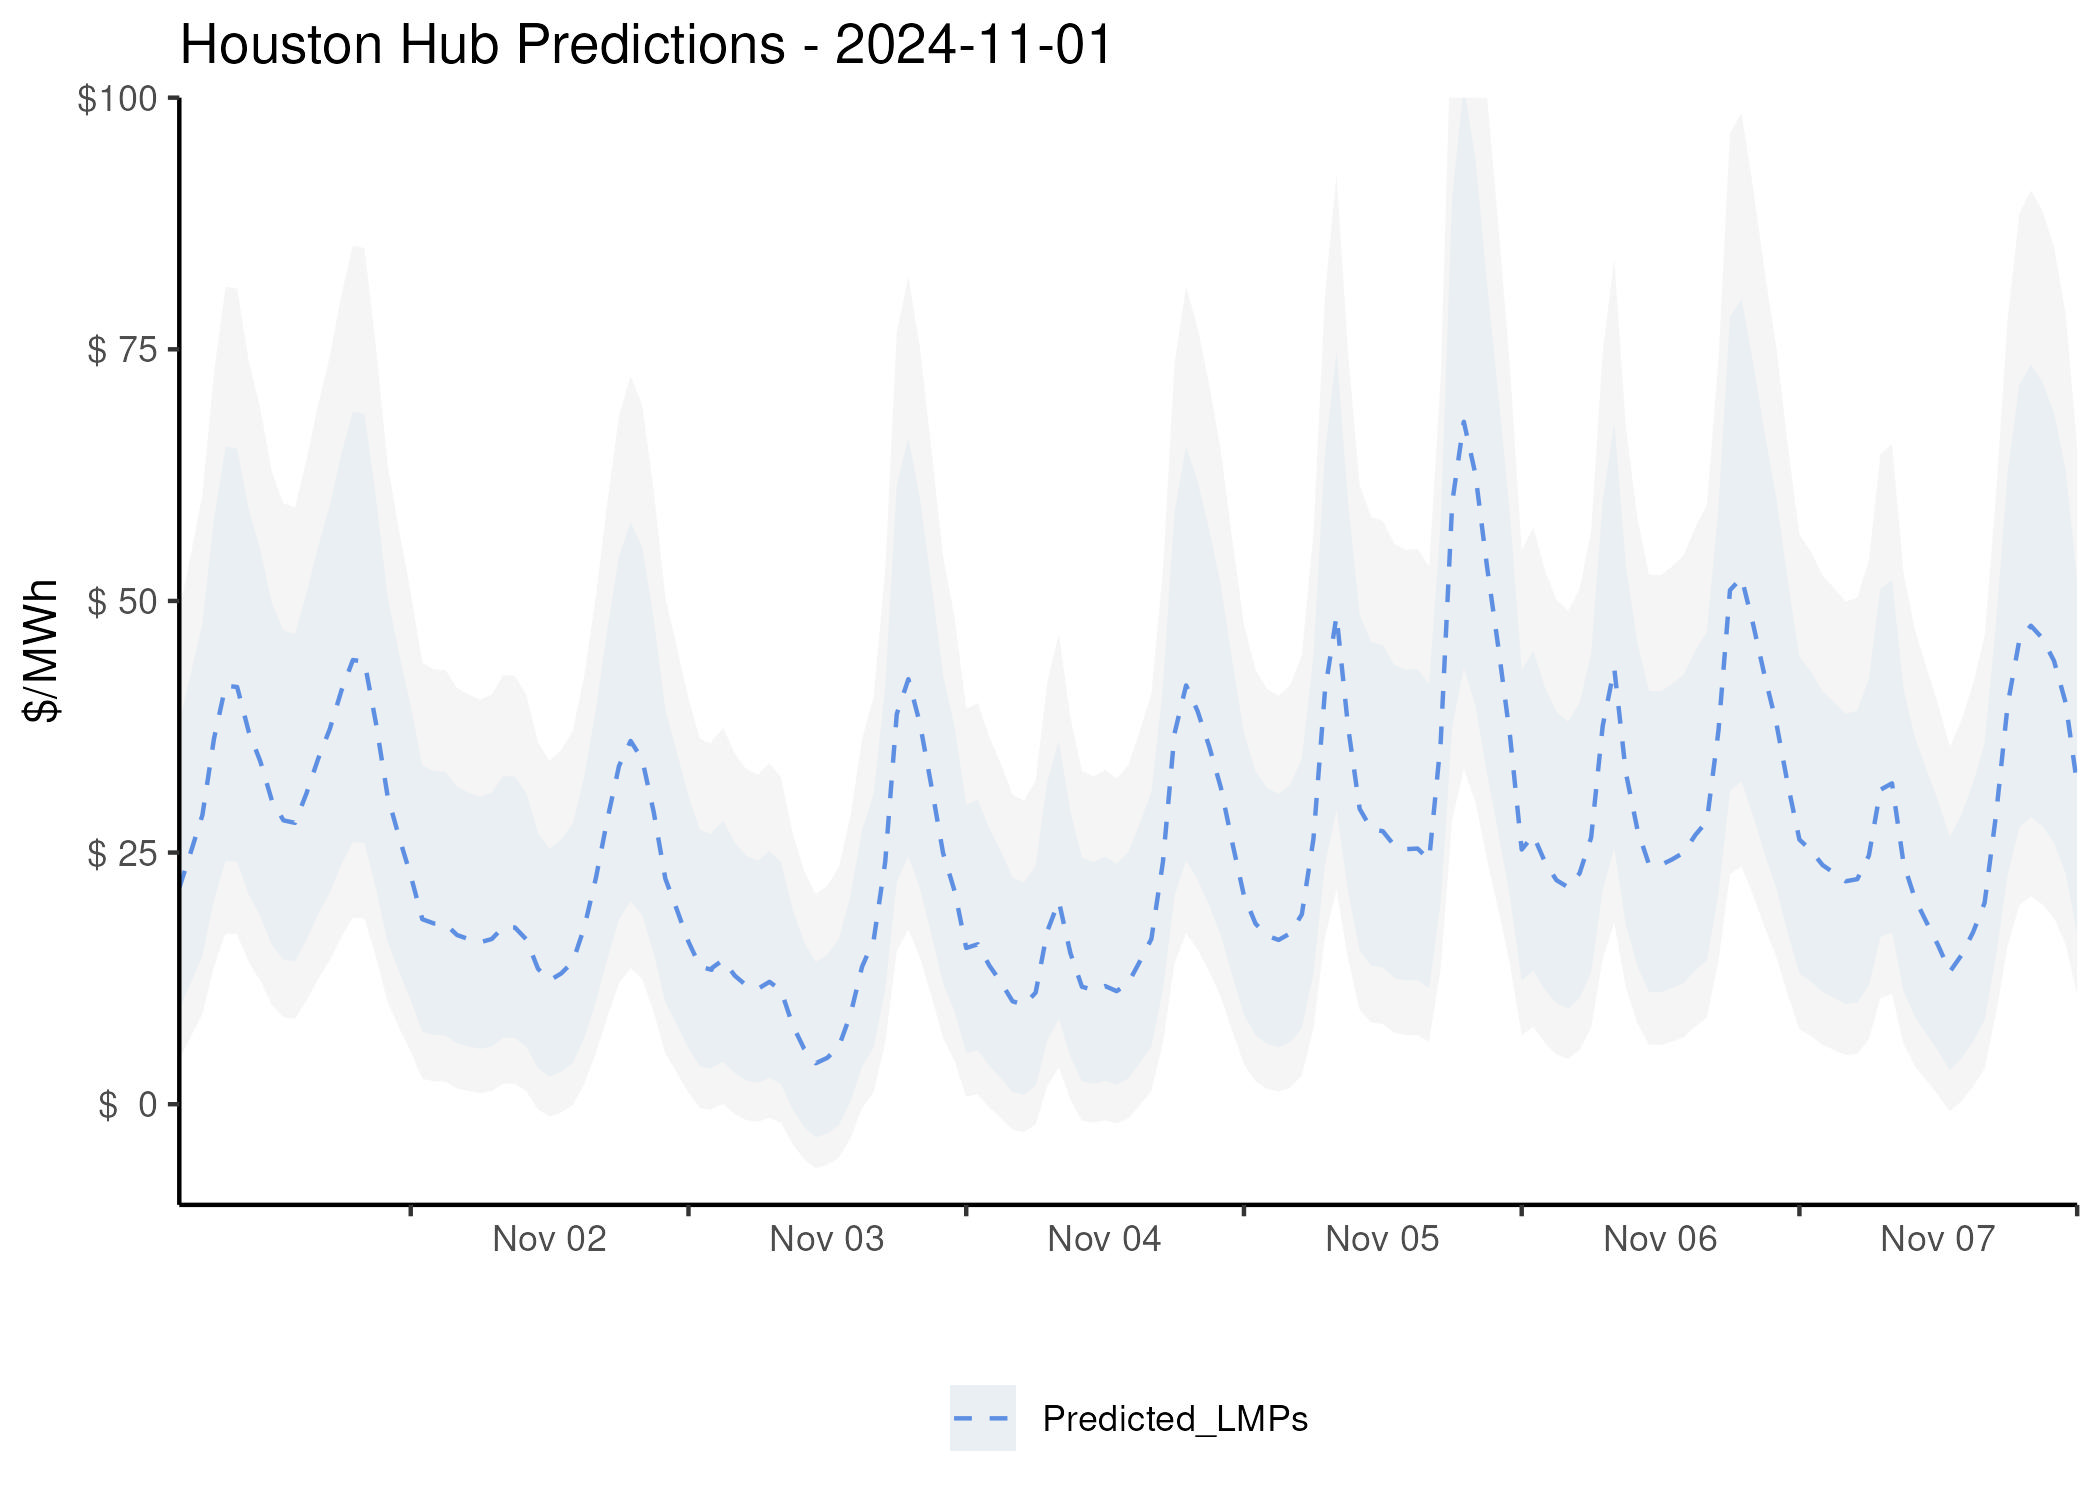 Houston Hub Predictions - 2024-11-01
$/MWh
$100
$ 75
$ 50
$ 25
$  0
Nov 02 Nov 03 Nov 04 Nov 05 Nov 06 Nov 07
Predicted_LMPs